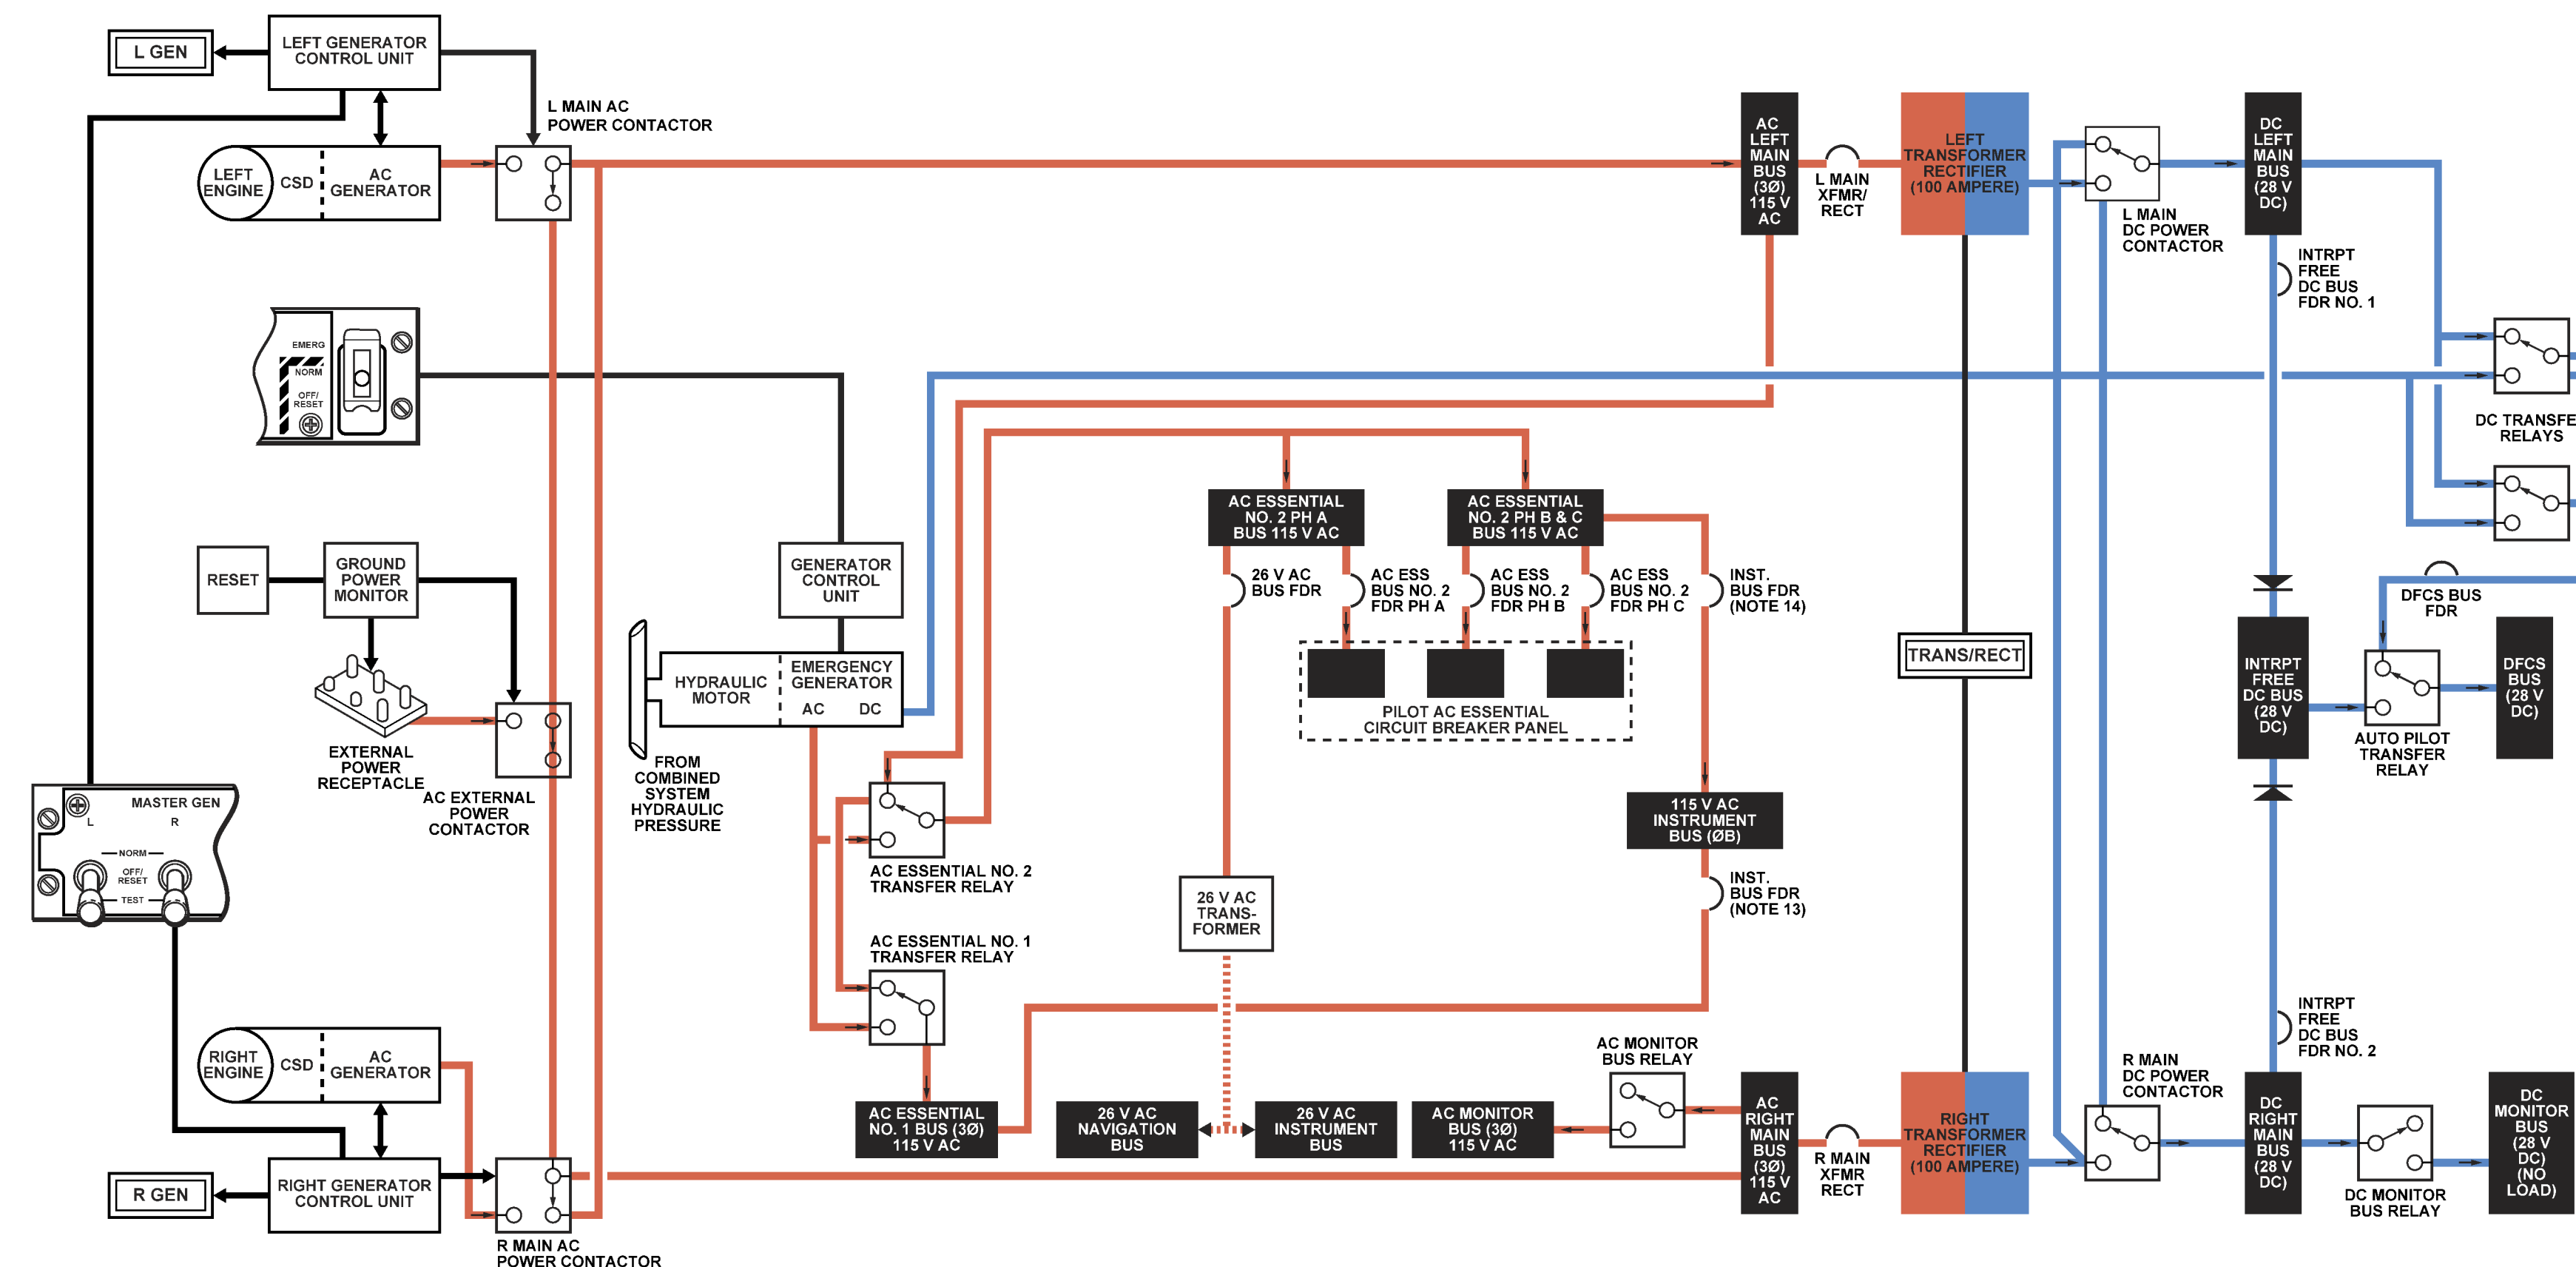 L GEN
LEFT GENERATOR
CONTROL UNIT
L MAIN AC
POWER CONTACTOR
LEFT
ENGINE
CSD
AC
GENERATOR
AC
LEFT
MAIN
BUS
(3Ø)
115 V
AC
L MAIN
XFMR/
RECT
LEFT
TRANSFORMER
RECTIFIER
(100 AMPERE)
L MAIN
DC POWER
CONTACTOR
DC
LEFT
MAIN
BUS
(28 V
DC)
INTRPT
FREE
DC BUS
FDR NO. 1
EMERG
NORM
OFF/
RESET
DC TRANSFE
RELAYS
AC ESSENTIAL
NO. 2 PH A
BUS 115 V AC
AC ESSENTIAL
NO. 2 PH B & C
BUS 115 V AC
RESET
GROUND
POWER
MONITOR
GENERATOR
CONTROL
UNIT
26 V AC
BUS FDR
AC ESS
BUS NO. 2
FDR PH A
AC ESS
BUS NO. 2
FDR PH B
AC ESS
BUS NO. 2
FDR PH C
INST.
BUS FDR
(NOTE 14)
DFCS BUS
FDR
HYDRAULIC
MOTOR
EMERGENCY
GENERATOR
AC
DC
TRANS/RECT
INTRPT
FREE
DC BUS
(28 V
DC)
DFCS
BUS
(28 V
DC)
AUTO PILOT
TRANSFER
RELAY
PILOT AC ESSENTIAL
CIRCUIT BREAKER PANEL
EXTERNAL
POWER
RECEPTACLE
AC EXTERNAL
POWER
CONTACTOR
FROM
COMBINED
SYSTEM
HYDRAULIC
PRESSURE
MASTER GEN
L
R
NORM
OFF/
RESET
TEST
115 V AC
INSTRUMENT
BUS (ØB)
AC ESSENTIAL NO. 2
TRANSFER RELAY
26 V AC
TRANS-
FORMER
INST.
BUS FDR
(NOTE 13)
AC ESSENTIAL NO. 1
TRANSFER RELAY
INTRPT
FREE
DC BUS
FDR NO. 2
RIGHT
ENGINE
CSD
AC
GENERATOR
AC MONITOR
BUS RELAY
R MAIN
DC POWER
CONTACTOR
AC ESSENTIAL
NO. 1 BUS (3Ø)
115 V AC
26 V AC
NAVIGATION
BUS
26 V AC
INSTRUMENT
BUS
AC MONITOR
BUS (3Ø)
115 V AC
AC
RIGHT
MAIN
BUS
(3Ø)
115 V
AC
R MAIN
XFMR
RECT
RIGHT
TRANSFORMER
RECTIFIER
(100 AMPERE)
DC
RIGHT
MAIN
BUS
(28 V
DC)
DC MONITOR
BUS RELAY
DC
MONITOR
BUS
(28 V
DC)
(NO
LOAD)
R GEN
RIGHT GENERATOR
CONTROL UNIT
R MAIN AC
POWER CONTACTOR